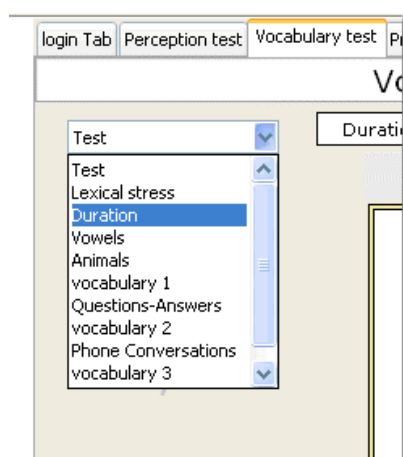 login Tab Perception test Vocabulary test
Test
Test
Lexical stress
Duration
Vowels
Animals
vocabulary 1
Questions-Answers
vocabulary 2
Phone Conversations
vocabulary 3